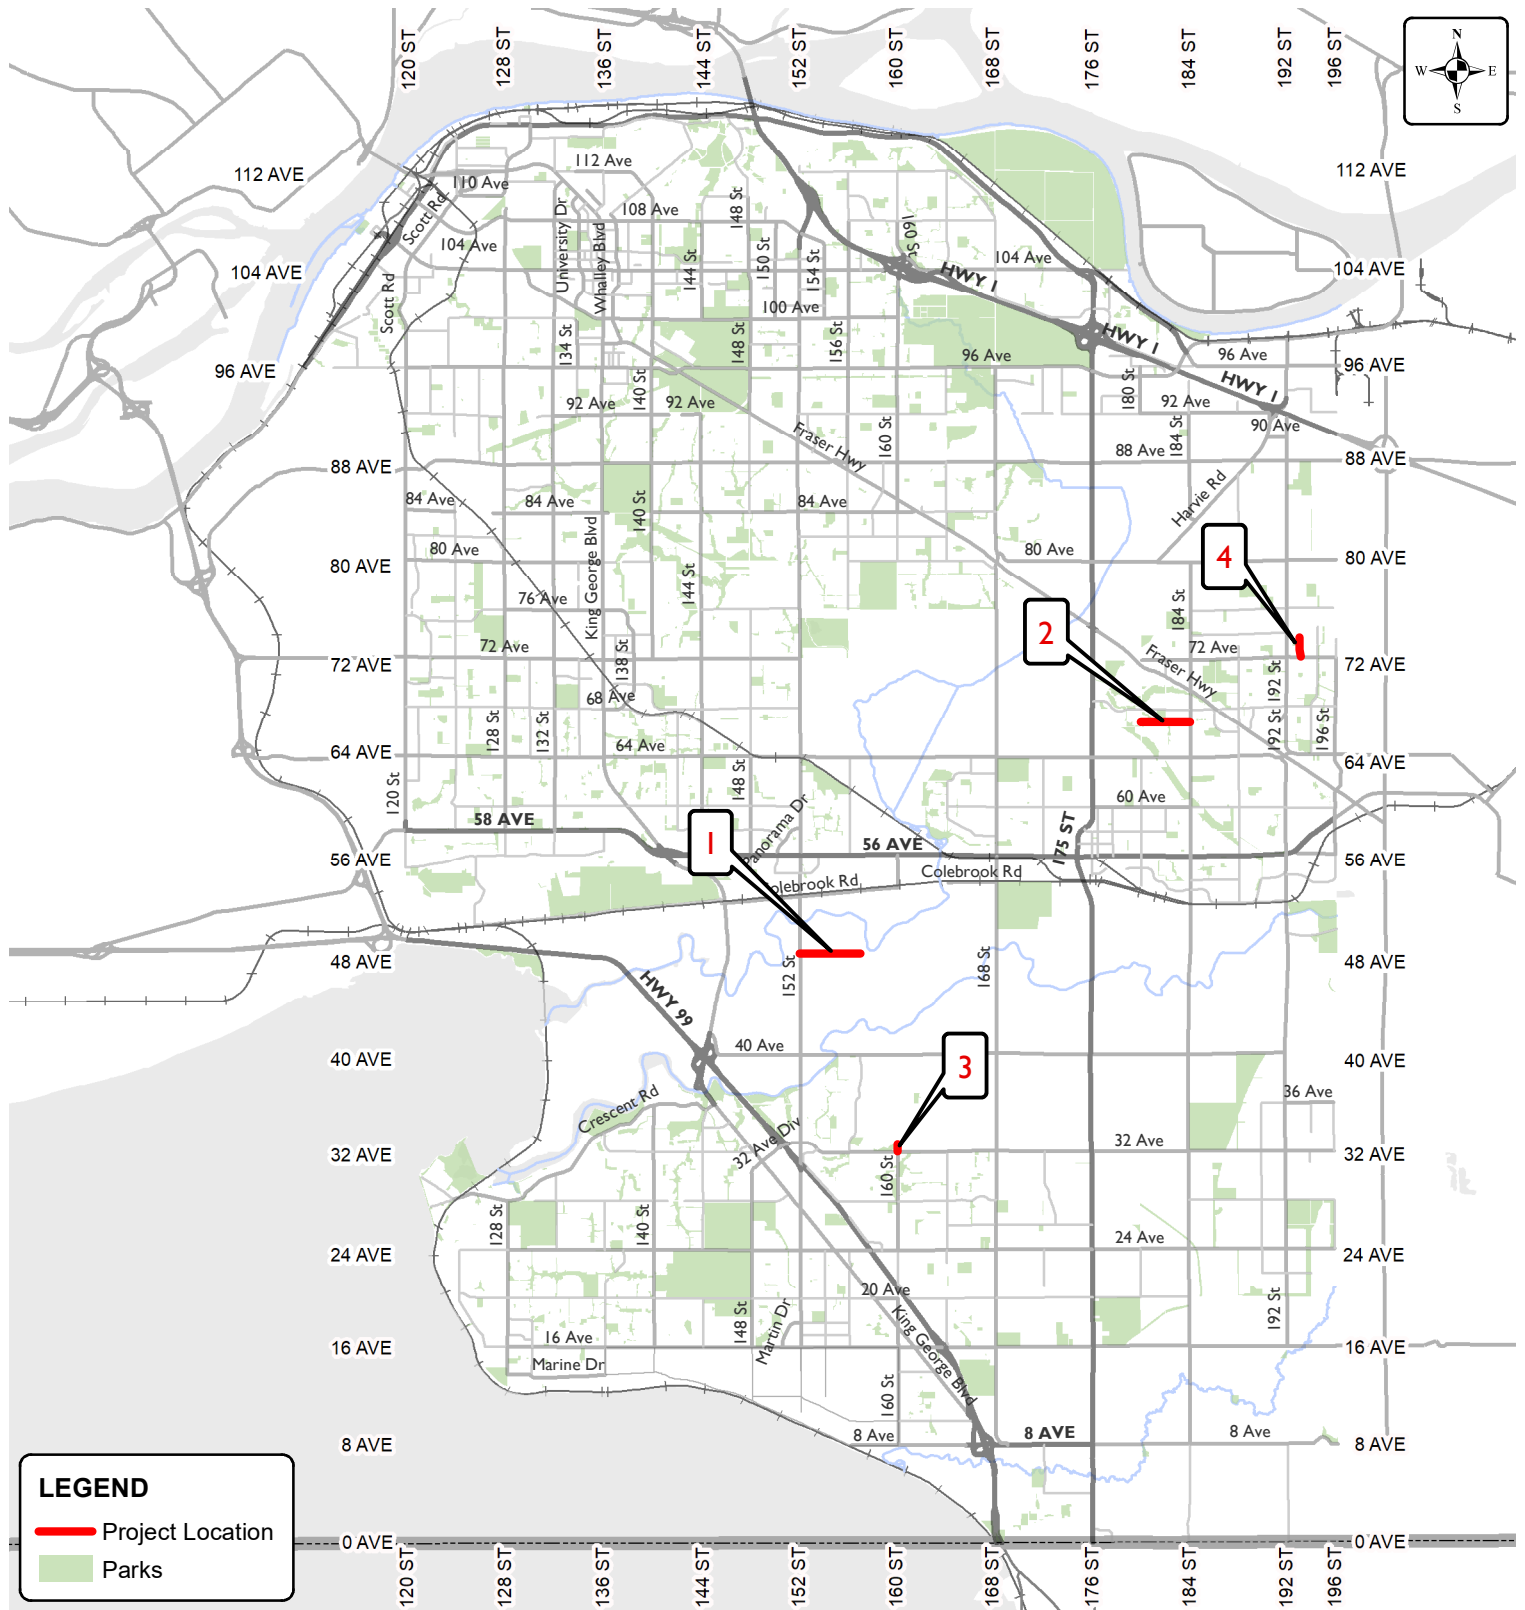 120 ST
128 ST
136 ST
144 ST
152 ST
160 ST
168 ST
176 ST
184 ST
192 ST
196 ST
N
W
E
S
112 AVE
112 Ave
112 AVE
110 Ave
Scott Rd
108 Ave
148 St
University Dr
Whalley Blvd
160 St
104 Ave
144 St
150 St
154 St
104 Ave
104 AVE
HWY 1
104 AVE
Scott Rd
100 Ave
134 St
148 St
156 St
96 Ave
HWY 1
96 Ave
96 AVE
96 AVE
140 St
180 St
HWY 1
92 Ave
92 Ave
92 Ave
Fraser Hwy
160 St
184 St
90 Ave
88 Ave
88 AVE
88 AVE
84 Ave
84 Ave
140 St
84 Ave
Harvie Rd
King George Blvd
80 Ave
80 Ave
80 AVE
80 AVE
4
144 St
76 Ave
184 St
2
72 Ave
138 St
72 Ave
72 AVE
72 AVE
Fraser Hwy
192 St
68 Ave
128 St
132 St
64 Ave
192 St
196 St
64 AVE
64 AVE
120 St
148 St
60 Ave
58 AVE
Panorama Dr
175 ST
1
56 AVE
56 AVE
56 AVE
Colebrook Rd
Colebrook Rd
152 St
168 St
48 AVE
48 AVE
HWY 99
40 Ave
40 AVE
40 AVE
3
36 Ave
Crescent Rd
32 Ave Div
32 Ave
32 AVE
32 AVE
160 St
128 St
140 St
24 Ave
24 AVE
24 AVE
20 Ave
192 St
148 St
Martin Dr
King George Blvd
16 Ave
16 AVE
16 AVE
Marine Dr
160 St
8 Ave
8 AVE
8 Ave
8 AVE
8 AVE
LEGEND
Project Location
Parks
0 AVE
0 AVE
120 ST
128 ST
136 ST
144 ST
152 ST
160 ST
168 ST
176 ST
184 ST
192 ST
196 ST